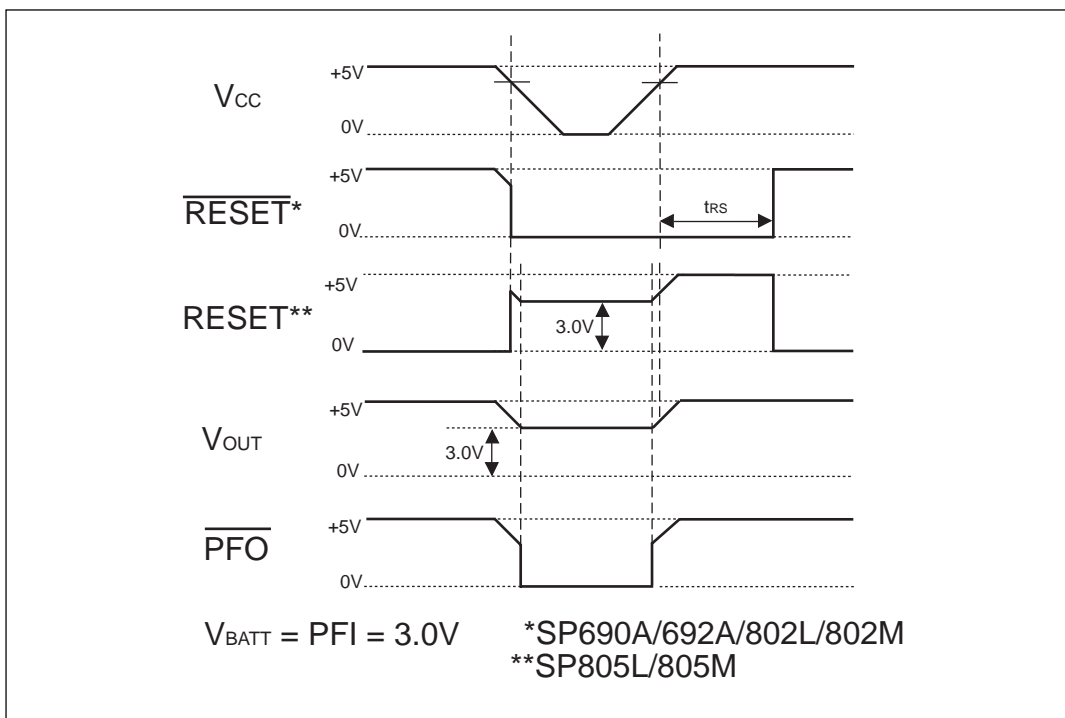 +5V
VCC
0V
+5V
RESET*
0V
tRS
+5V
RESET**
3.0V
0V
+5V
VOUT
3.0V
0V
+5V
PFO
0V
VBATT = PFI = 3.0V
*SP690A/692A/802L/802M
**SP805L/805M